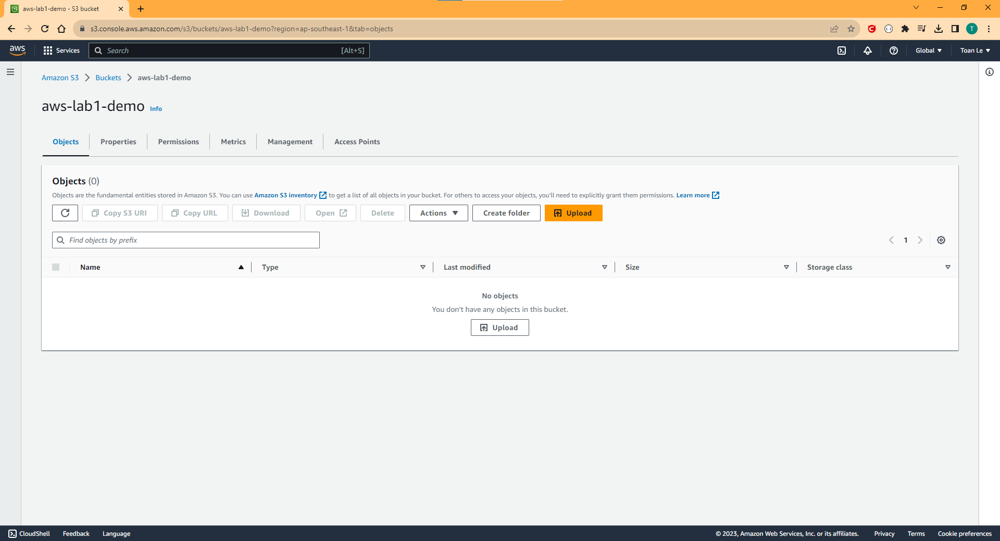 aws-lab1-demo - S3 bucket
s3.console.aws.amazon.com/s3/buckets/aws-lab1-demo?region=ap-southeast-1&tab=objects
T
aws
Services
Search
[Alt+S]
Global
Toan Le
Amazon S3
Buckets
aws-lab1-demo
aws-lab1-demo
Info
Objects
Properties
Permissions
Metrics
Management
Access Points
Objects (0)
Objects are the fundamental entities stored in Amazon S3. You can use Amazon S3 inventory to get a list of all objects in your bucket. For others to access your objects, you'll need to explicitly grant them permissions. Learn more
Copy S3 URI
Copy URL
Download
Open
Delete
Actions
Create folder
Upload
Find objects by prefix
1
Name
Type
Last modified
Size
Storage class
No objects
You don't have any objects in this bucket.
Upload
CloudShell
Feedback
Language
© 2023, Amazon Web Services, Inc. or its affiliates.
Privacy
Terms
Cookie preferences